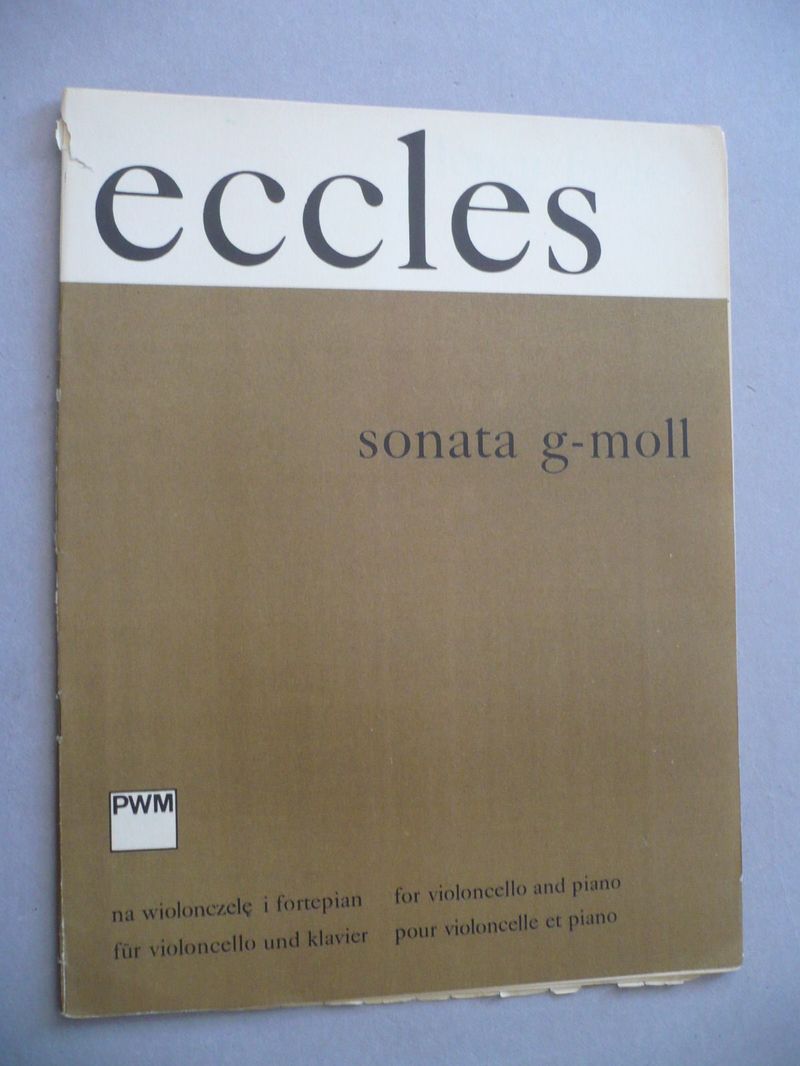 eccles
sonata g-moll
PWM
na wiolonczelę i fortepian
für violoncello und klavier
for violoncello and piano
pour violoncelle et piano